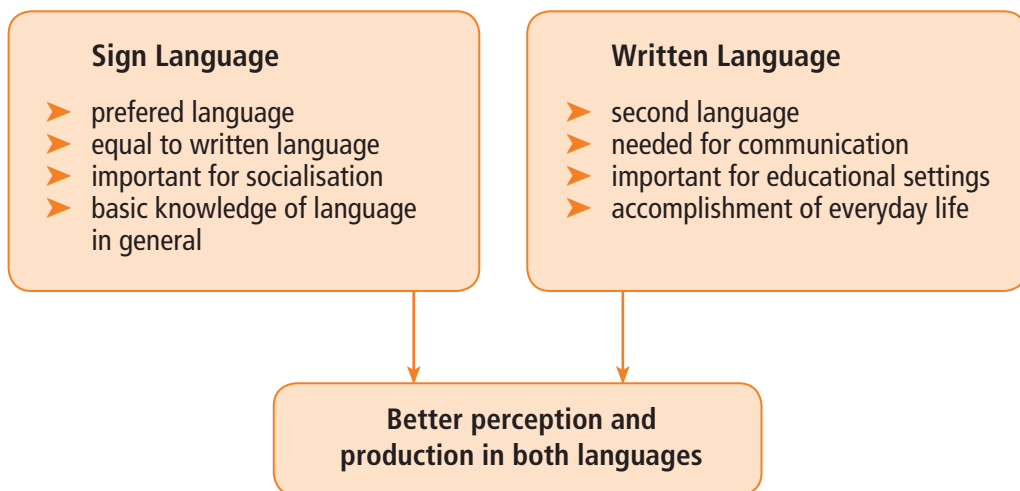 Sign Language
➤ prefered language
➤ equal to written language
➤ important for socialisation
➤ basic knowledge of language
in general
Written Language
➤ second language
➤ needed for communication
➤ important for educational settings
➤ accomplishment of everyday life
Better perception and
production in both languages